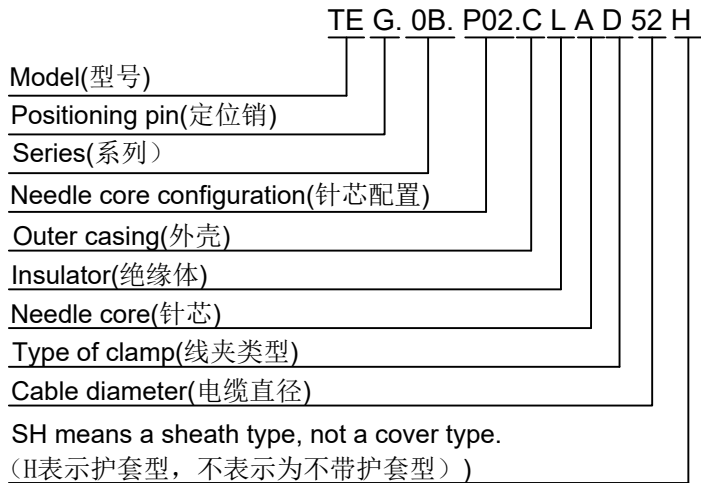 TE G. 0B. P02.C L A D 52 H
Model(型号)
Positioning pin(定位销)
Series(系列）
Needle core configuration(针芯配置)
Outer casing(外壳)
Insulator(绝缘体)
Needle core(针芯)
Type of clamp(线夹类型)
Cable diameter(电缆直径)
SH means a sheath type, not a cover type.
（H表示护套型，不表示为不带护套型）)